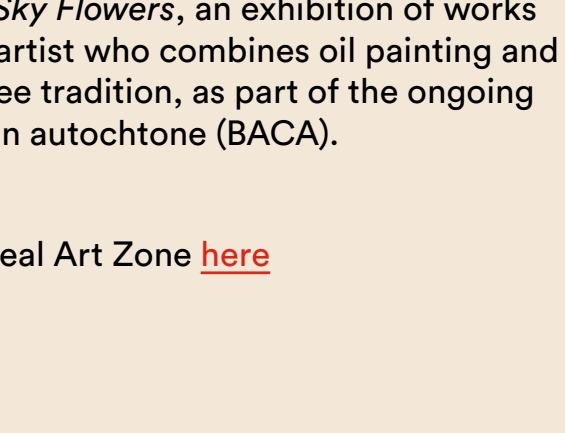 Sky Flowers, an exhibition of works
artist who combines oil painting and
ee tradition, as part of the ongoing
n autochtone (BACA).
eal Art Zone here